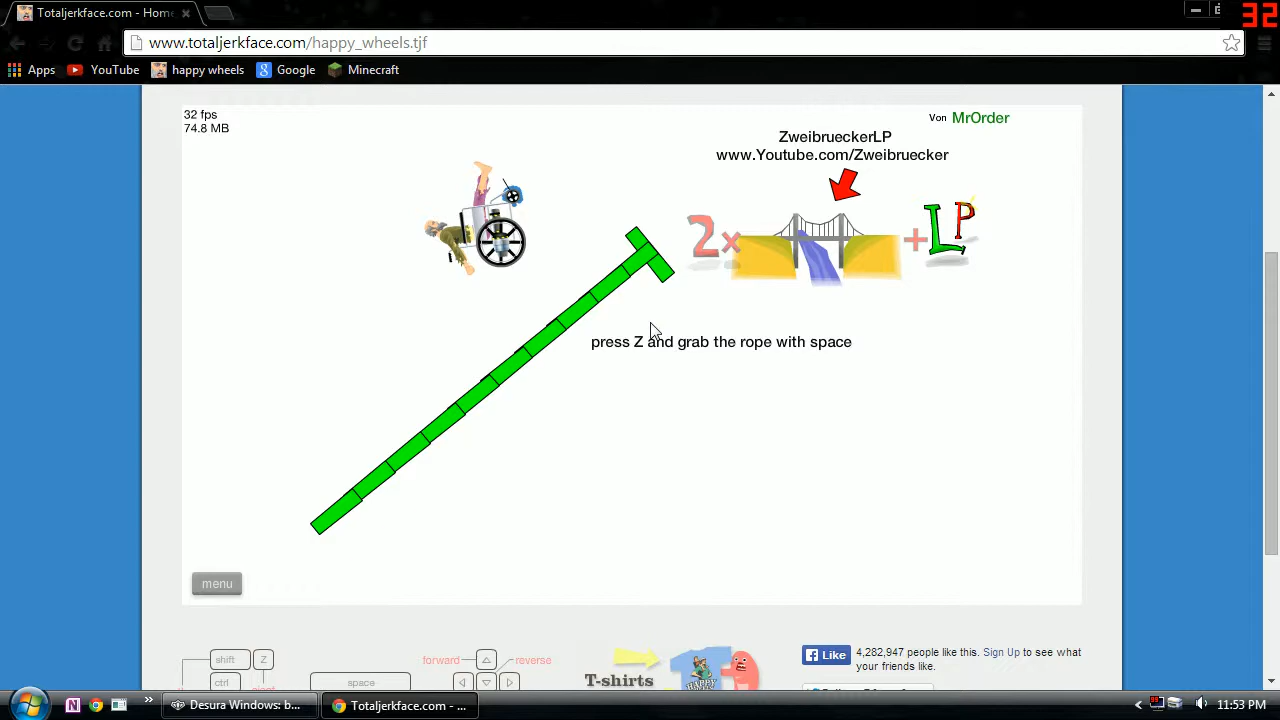 Totaljerkface.com - Home
32
www.totaljerkface.com/happy_wheels.tjf
Apps YouTube happy wheels Google Minecraft
32 fps
74.8 MB
Von MrOrder
ZweibrueckerLP
www.Youtube.com/Zweibruecker
2x + LP
press Z and grab the rope with space
menu
shift Z forward reverse
ctrl space
T-shirts
Like 4,282,947 people like this. Sign Up to see what
your friends like.
Desura Windows: b... Totaljerkface.com - ... 11:53 PM